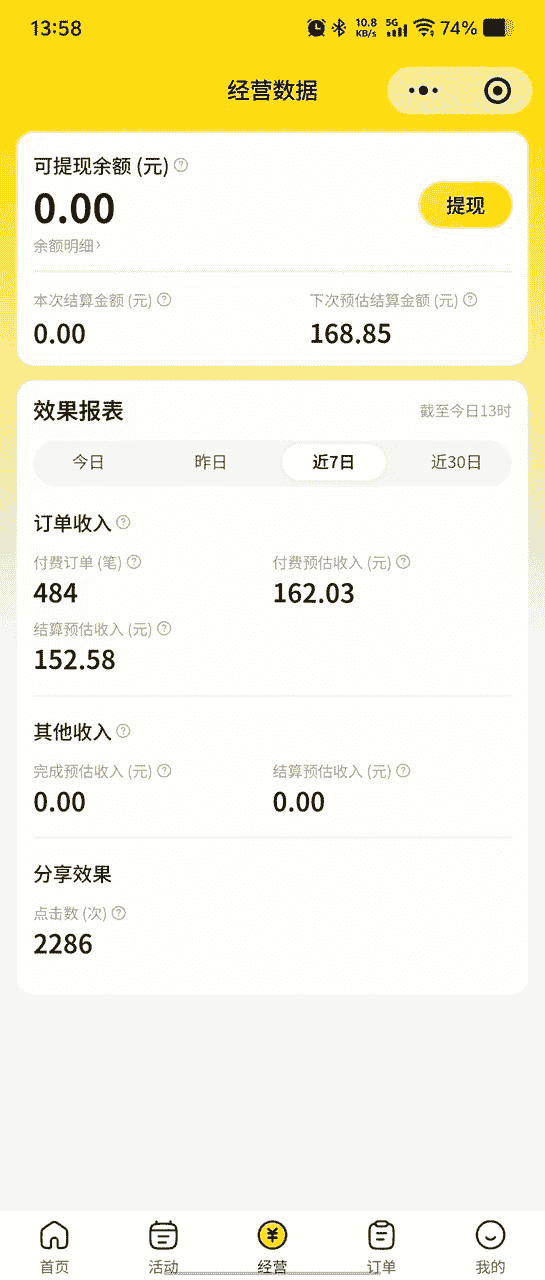 13:58 10.8 KB/s 5G 74%
经营数据
可提现余额 (元)
0.00
提现
余额明细›
本次结算金额 (元) 下次预估结算金额 (元)
0.00 168.85
效果报表 截至今日13时
今日 昨日 近7日 近30日
订单收入
付费订单 (笔) 付费预估收入 (元)
484 162.03
结算预估收入 (元)
152.58
其他收入
完成预估收入 (元) 结算预估收入 (元)
0.00 0.00
分享效果
点击数 (次)
2286
首页 活动 经营 订单 我的